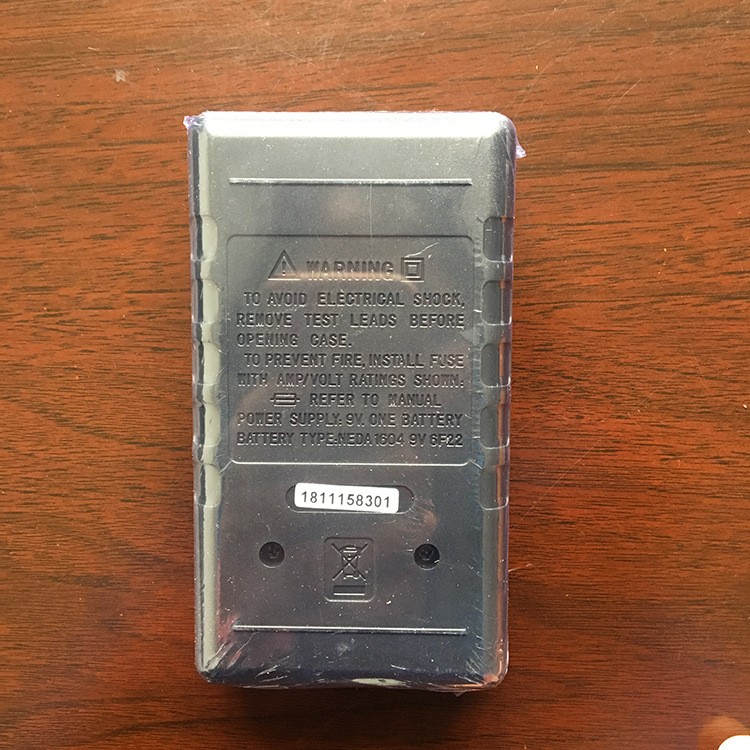 WARNING
TO AVOID ELECTRICAL SHOCK,
REMOVE TEST LEADS BEFORE
OPENING CASE.
TO PREVENT FIRE, INSTALL FUSE
WITH AMP/VOLT RATINGS SHOWN.
REFER TO MANUAL
POWER SUPPLY. 9V. ONE BATTERY
BATTERY TYPE:NEDA1604 9V 6F22
1811158301